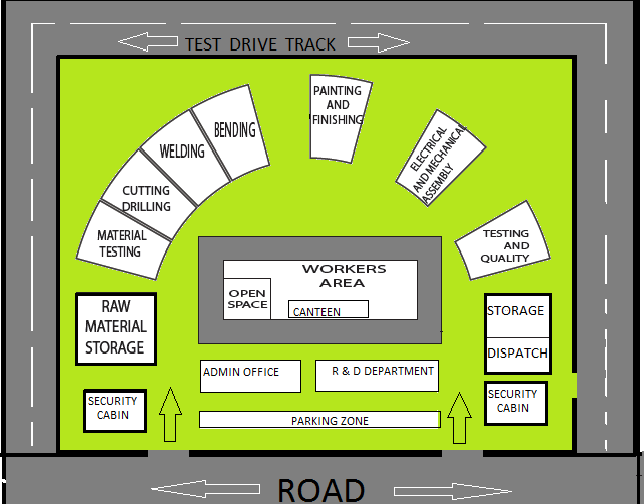 TEST DRIVE TRACK
PAINTING
AND
FINISHING
BENDING
WELDING
CUTTING
DRILLING
MATERIAL
TESTING
ELECTRICAL
AND MECHANICAL
ASSEMBLY
TESTING
AND
QUALITY
WORKERS
AREA
OPEN
SPACE
CANTEEN
RAW
MATERIAL
STORAGE
STORAGE
DISPATCH
ADMIN OFFICE
R & D DEPARTMENT
SECURITY
CABIN
SECURITY
CABIN
PARKING ZONE
ROAD